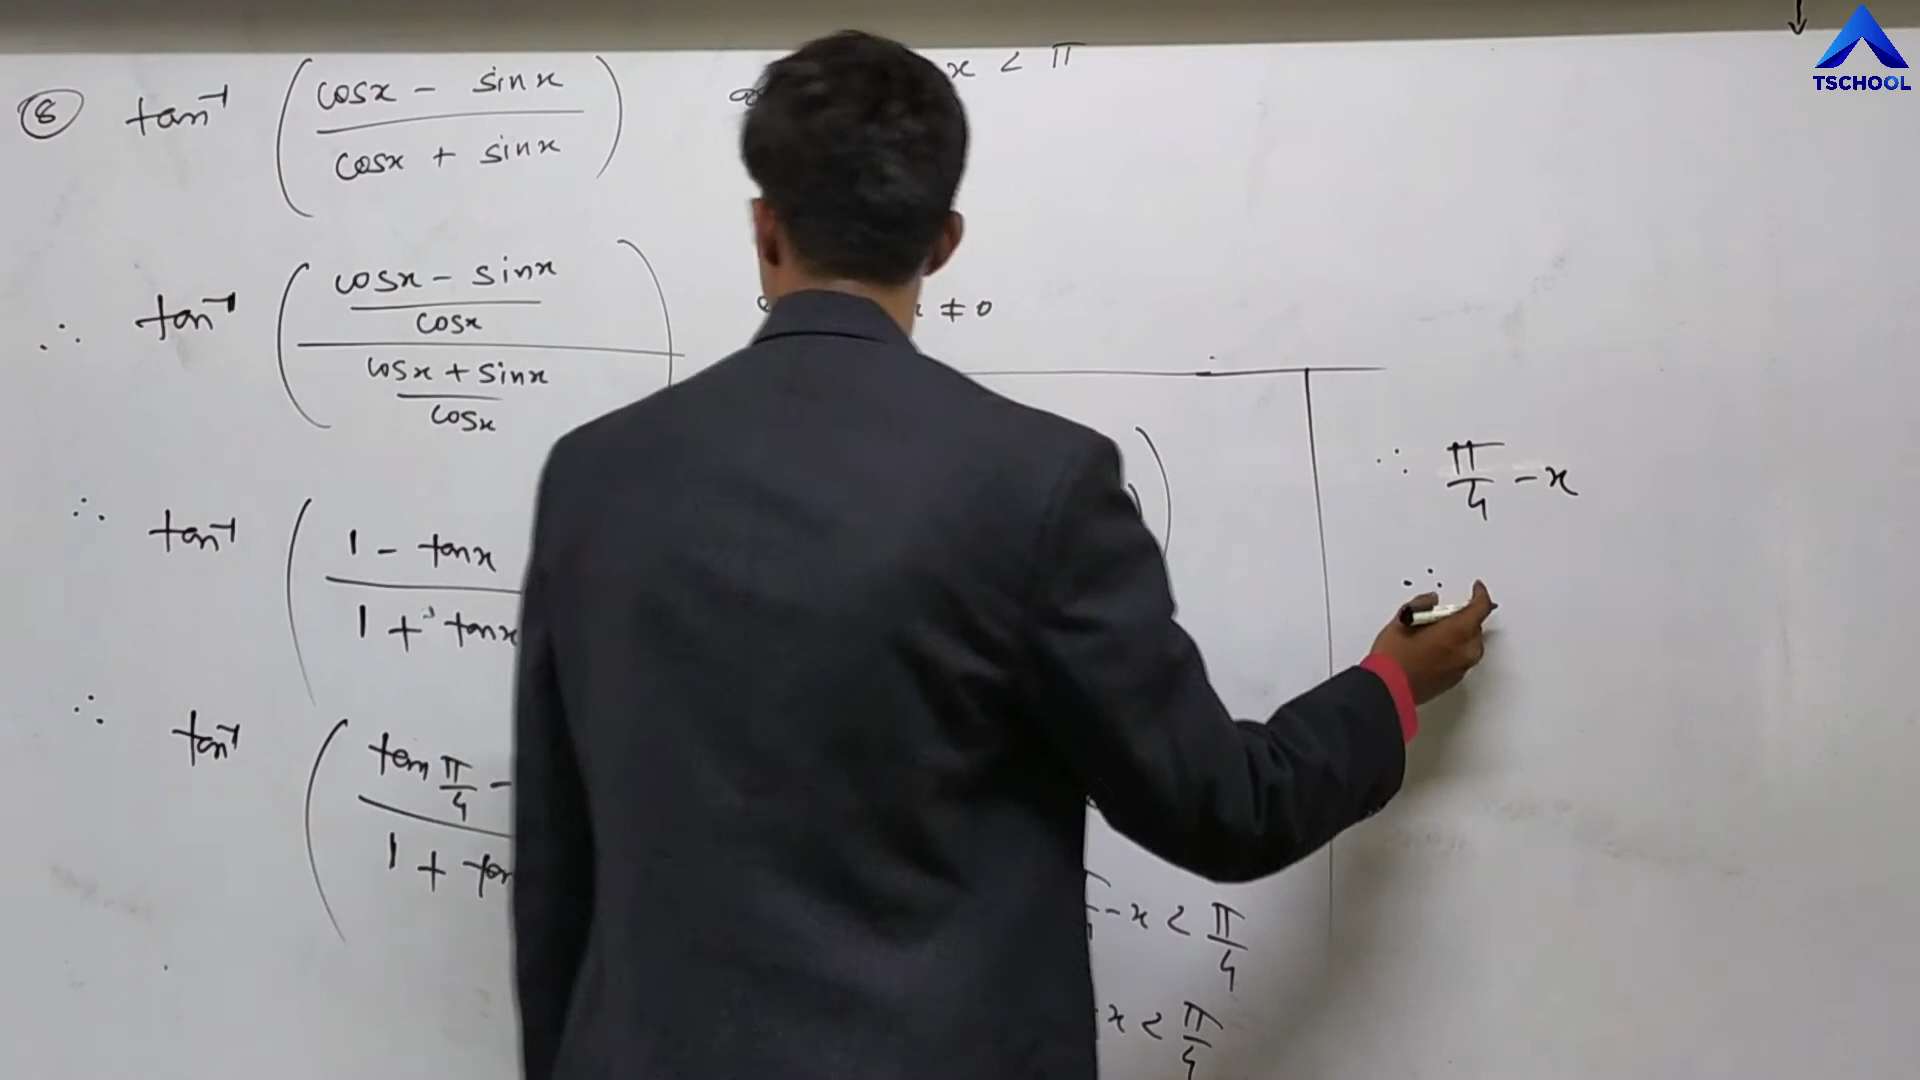 TSCHOOL
⑧ tan⁻¹ ( (cosx - sinx) / (cosx + sinx) ) x < π
∴ tan⁻¹ ( ((cosx - sinx) / cosx) / ((cosx + sinx) / cosx) ) ≠ 0
∴ tan⁻¹ ( 1 - tanx / 1 + tanx
∴ tan⁻¹ ( tan π/4 - / 1 + tan
- x < π/4
x < π/4
∴ π/4 - x
∴